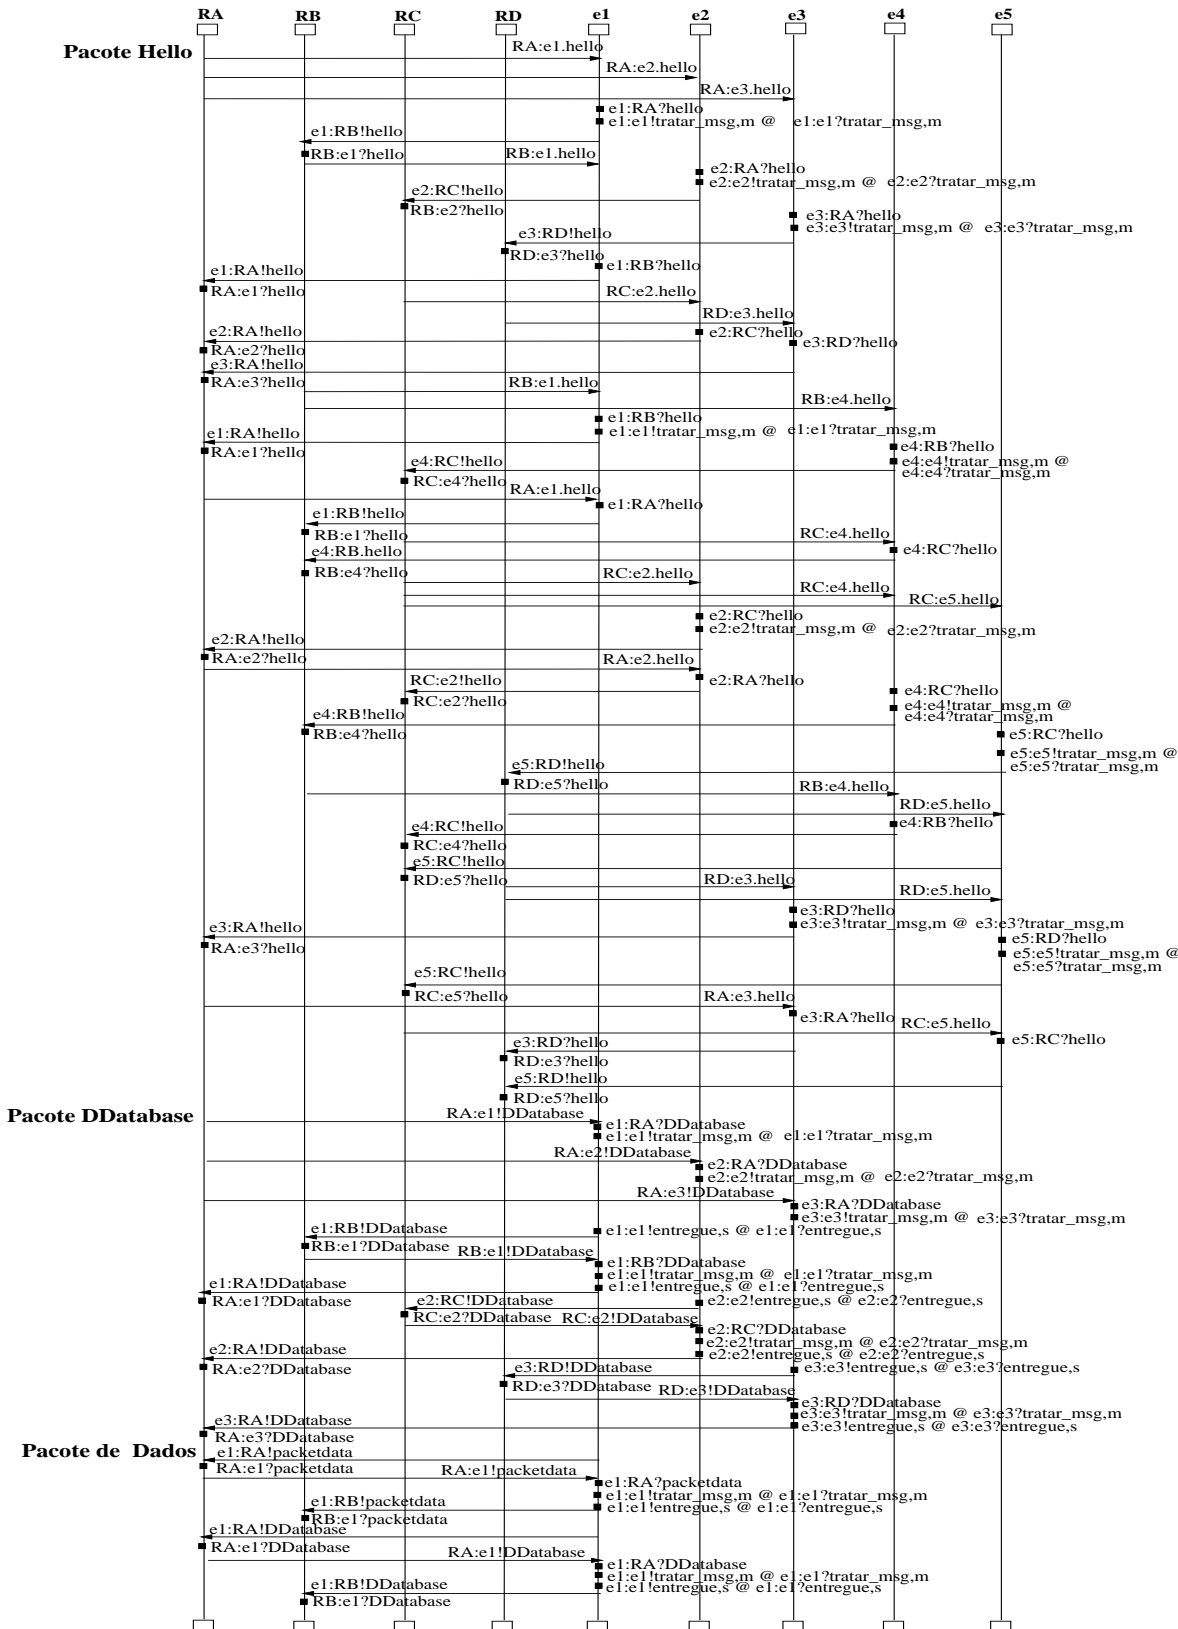 RA RB RC RD e1 e2 e3 e4 e5
Pacote Hello
RA:e1.hello
RA:e2.hello
RA:e3.hello
e1:RA?hello
e1:e1!tratar_msg,m @ e1:e1?tratar_msg,m
e1:RB!hello
RB:e1?hello
RB:e1.hello
e2:RA?hello
e2:e2!tratar_msg,m @ e2:e2?tratar_msg,m
e2:RC!hello
RB:e2?hello
e3:RA?hello
e3:e3!tratar_msg,m @ e3:e3?tratar_msg,m
e3:RD!hello
RD:e3?hello
e1:RB?hello
e1:RA!hello
RA:e1?hello
RC:e2.hello
RD:e3.hello
e2:RA!hello
e2:RC?hello
e3:RD?hello
RA:e2?hello
e3:RA!hello
RA:e3?hello
RB:e1.hello
RB:e4.hello
e1:RB?hello
e1:e1!tratar_msg,m @ e1:e1?tratar_msg,m
e1:RA!hello
RA:e1?hello
e4:RB?hello
e4:e4!tratar_msg,m @
e4:e4?tratar_msg,m
e4:RC!hello
RC:e4?hello
RA:e1.hello
e1:RA?hello
e1:RB!hello
RB:e1?hello
RC:e4.hello
e4:RC?hello
e4:RB.hello
RB:e4?hello
RC:e2.hello
RC:e4.hello
RC:e5.hello
e2:RC?hello
e2:e2!tratar_msg,m @ e2:e2?tratar_msg,m
e2:RA!hello
RA:e2?hello
RA:e2.hello
e2:RA?hello
RC:e2!hello
RC:e2?hello
e4:RC?hello
e4:e4!tratar_msg,m @
e4:e4?tratar_msg,m
e4:RB!hello
RB:e4?hello
e5:RC?hello
e5:e5!tratar_msg,m @
e5:e5?tratar_msg,m
e5:RD!hello
RD:e5?hello
RB:e4.hello
RD:e5.hello
e4:RB?hello
e4:RC!hello
RC:e4?hello
e5:RC!hello
RD:e5?hello
RD:e3.hello
RD:e5.hello
e3:RD?hello
e3:e3!tratar_msg,m @ e3:e3?tratar_msg,m
e3:RA!hello
RA:e3?hello
e5:RD?hello
e5:e5!tratar_msg,m @
e5:e5?tratar_msg,m
e5:RC!hello
RC:e5?hello
RA:e3.hello
e3:RA?hello
RC:e5.hello
e5:RC?hello
e3:RD?hello
RD:e3?hello
e5:RD!hello
RD:e5?hello
Pacote DDatabase
RA:e1!DDatabase
e1:RA?DDatabase
e1:e1!tratar_msg,m @ e1:e1?tratar_msg,m
RA:e2!DDatabase
e2:RA?DDatabase
e2:e2!tratar_msg,m @ e2:e2?tratar_msg,m
RA:e3!DDatabase
e3:RA?DDatabase
e3:e3!tratar_msg,m @ e3:e3?tratar_msg,m
e1:RB!DDatabase
e1:e1!entregue,s @ e1:e1?entregue,s
RB:e1?DDatabase
RB:e1!DDatabase
e1:RB?DDatabase
e1:e1!tratar_msg,m @ e1:e1?tratar_msg,m
e1:e1!entregue,s @ e1:e1?entregue,s
e1:RA!DDatabase
RA:e1?DDatabase
e2:RC!DDatabase
e2:e2!entregue,s @ e2:e2?entregue,s
RC:e2?DDatabase
RC:e2!DDatabase
e2:RC?DDatabase
e2:e2!tratar_msg,m @ e2:e2?tratar_msg,m
e2:e2!entregue,s @ e2:e2?entregue,s
e2:RA!DDatabase
RA:e2?DDatabase
e3:RD!DDatabase
e3:e3!entregue,s @ e3:e3?entregue,s
RD:e3?DDatabase
RD:e3!DDatabase
e3:RD?DDatabase
e3:e3!tratar_msg,m @ e3:e3?tratar_msg,m
e3:e3!entregue,s @ e3:e3?entregue,s
e3:RA!DDatabase
RA:e3?DDatabase
Pacote de Dados
e1:RA!packetdata
RA:e1?packetdata
RA:e1!packetdata
e1:RA?packetdata
e1:e1!tratar_msg,m @ e1:e1?tratar_msg,m
e1:e1!entregue,s @ e1:e1?entregue,s
e1:RB!packetdata
RB:e1?packetdata
e1:RA!DDatabase
RA:e1?DDatabase
RA:e1!DDatabase
e1:RA?DDatabase
e1:e1!tratar_msg,m @ e1:e1?tratar_msg,m
e1:e1!entregue,s @ e1:e1?entregue,s
e1:RB!DDatabase
RB:e1?DDatabase